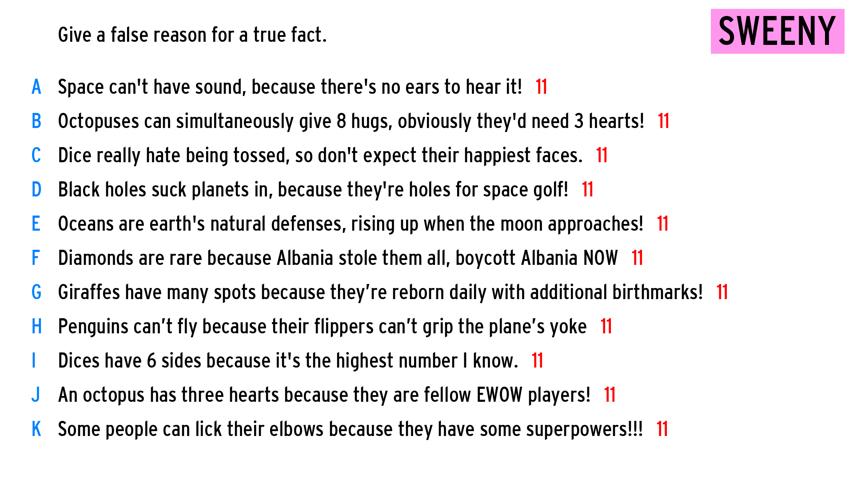 Give a false reason for a true fact.
SWEENY
A Space can't have sound, because there's no ears to hear it! 11
B Octopuses can simultaneously give 8 hugs, obviously they'd need 3 hearts! 11
C Dice really hate being tossed, so don't expect their happiest faces. 11
D Black holes suck planets in, because they're holes for space golf! 11
E Oceans are earth's natural defenses, rising up when the moon approaches! 11
F Diamonds are rare because Albania stole them all, boycott Albania NOW 11
G Giraffes have many spots because they’re reborn daily with additional birthmarks! 11
H Penguins can’t fly because their flippers can’t grip the plane’s yoke 11
I Dices have 6 sides because it's the highest number I know. 11
J An octopus has three hearts because they are fellow EWOW players! 11
K Some people can lick their elbows because they have some superpowers!!! 11